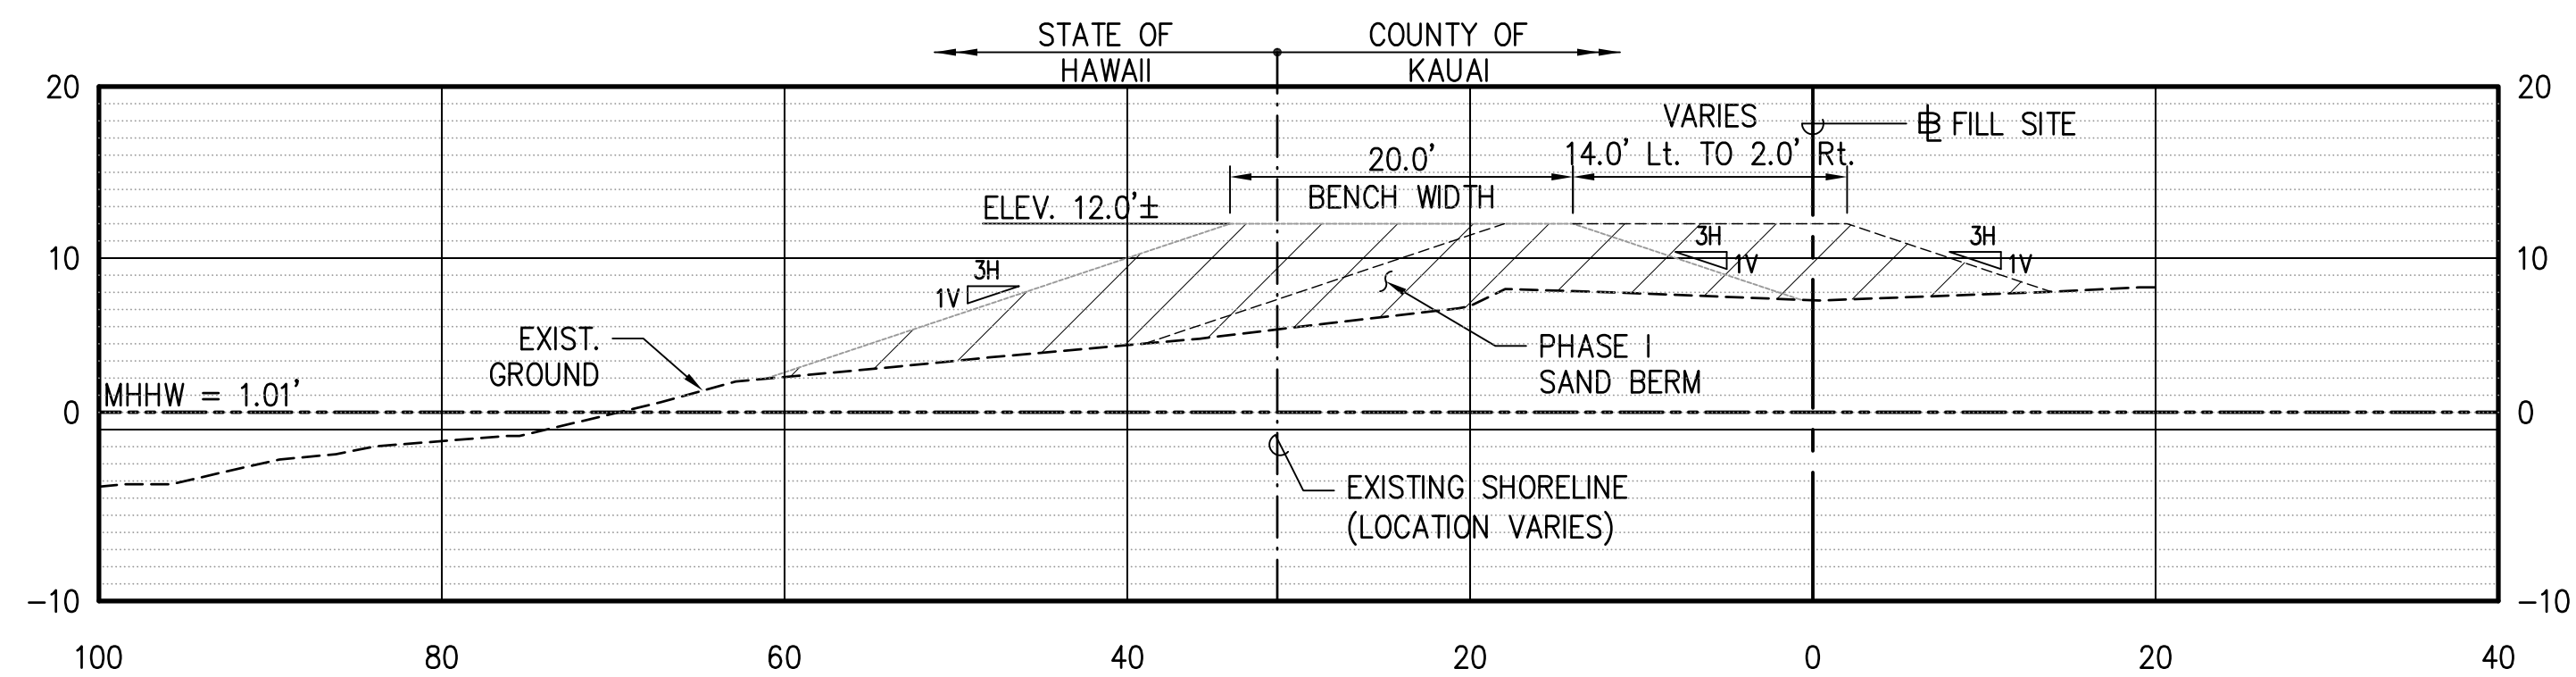 STATE OF
HAWAII
COUNTY OF
KAUAI
20
20
VARIES
14.0' Lt. TO 2.0' Rt.
FILL SITE
20.0'
BENCH WIDTH
ELEV. 12.0'±
3H
1V
3H
1V
3H
1V
10
10
EXIST.
GROUND
PHASE I
SAND BERM
MHHW = 1.01'
0
0
EXISTING SHORELINE
(LOCATION VARIES)
-10
-10
100
80
60
40
20
0
20
40